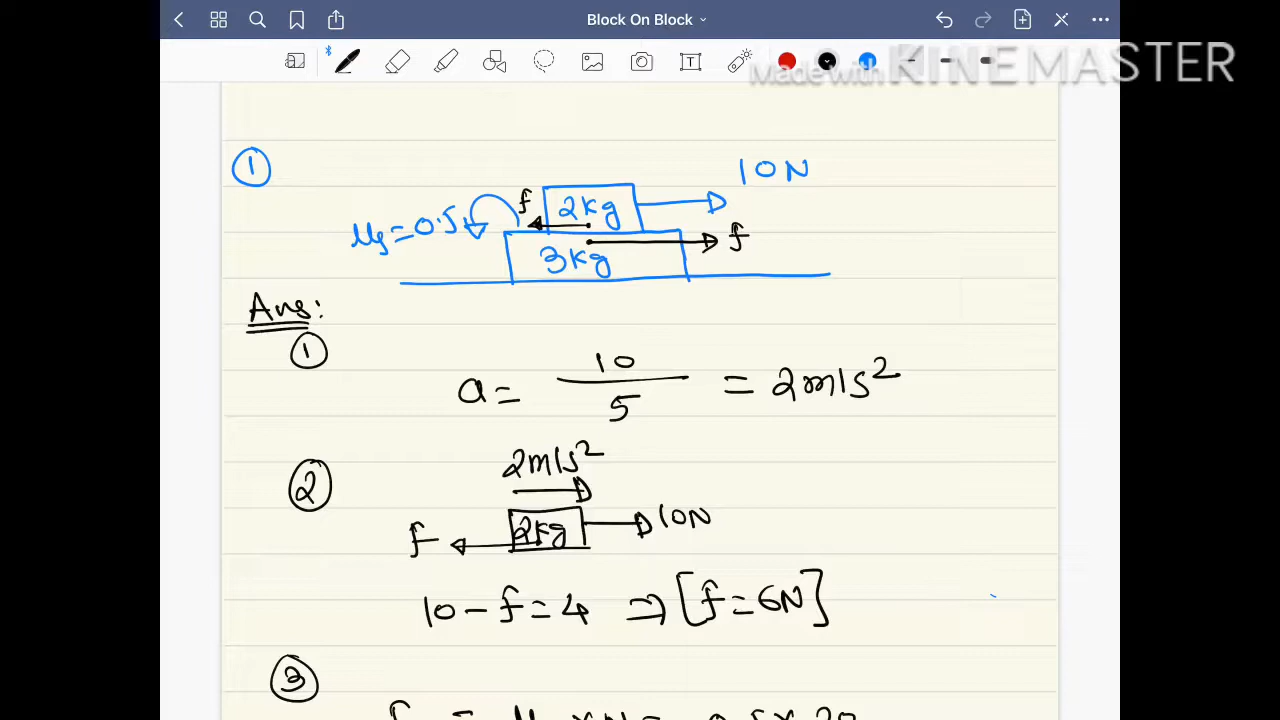 Block On Block
Made with KINEMASTER
①
10N
f
2kg
μs=0.5
f
3kg
Ans:
①
a = 10/5 = 2m/s²
②
2m/s²
f
2kg
10N
10 - f = 4 ⇒ [f = 6N]
③